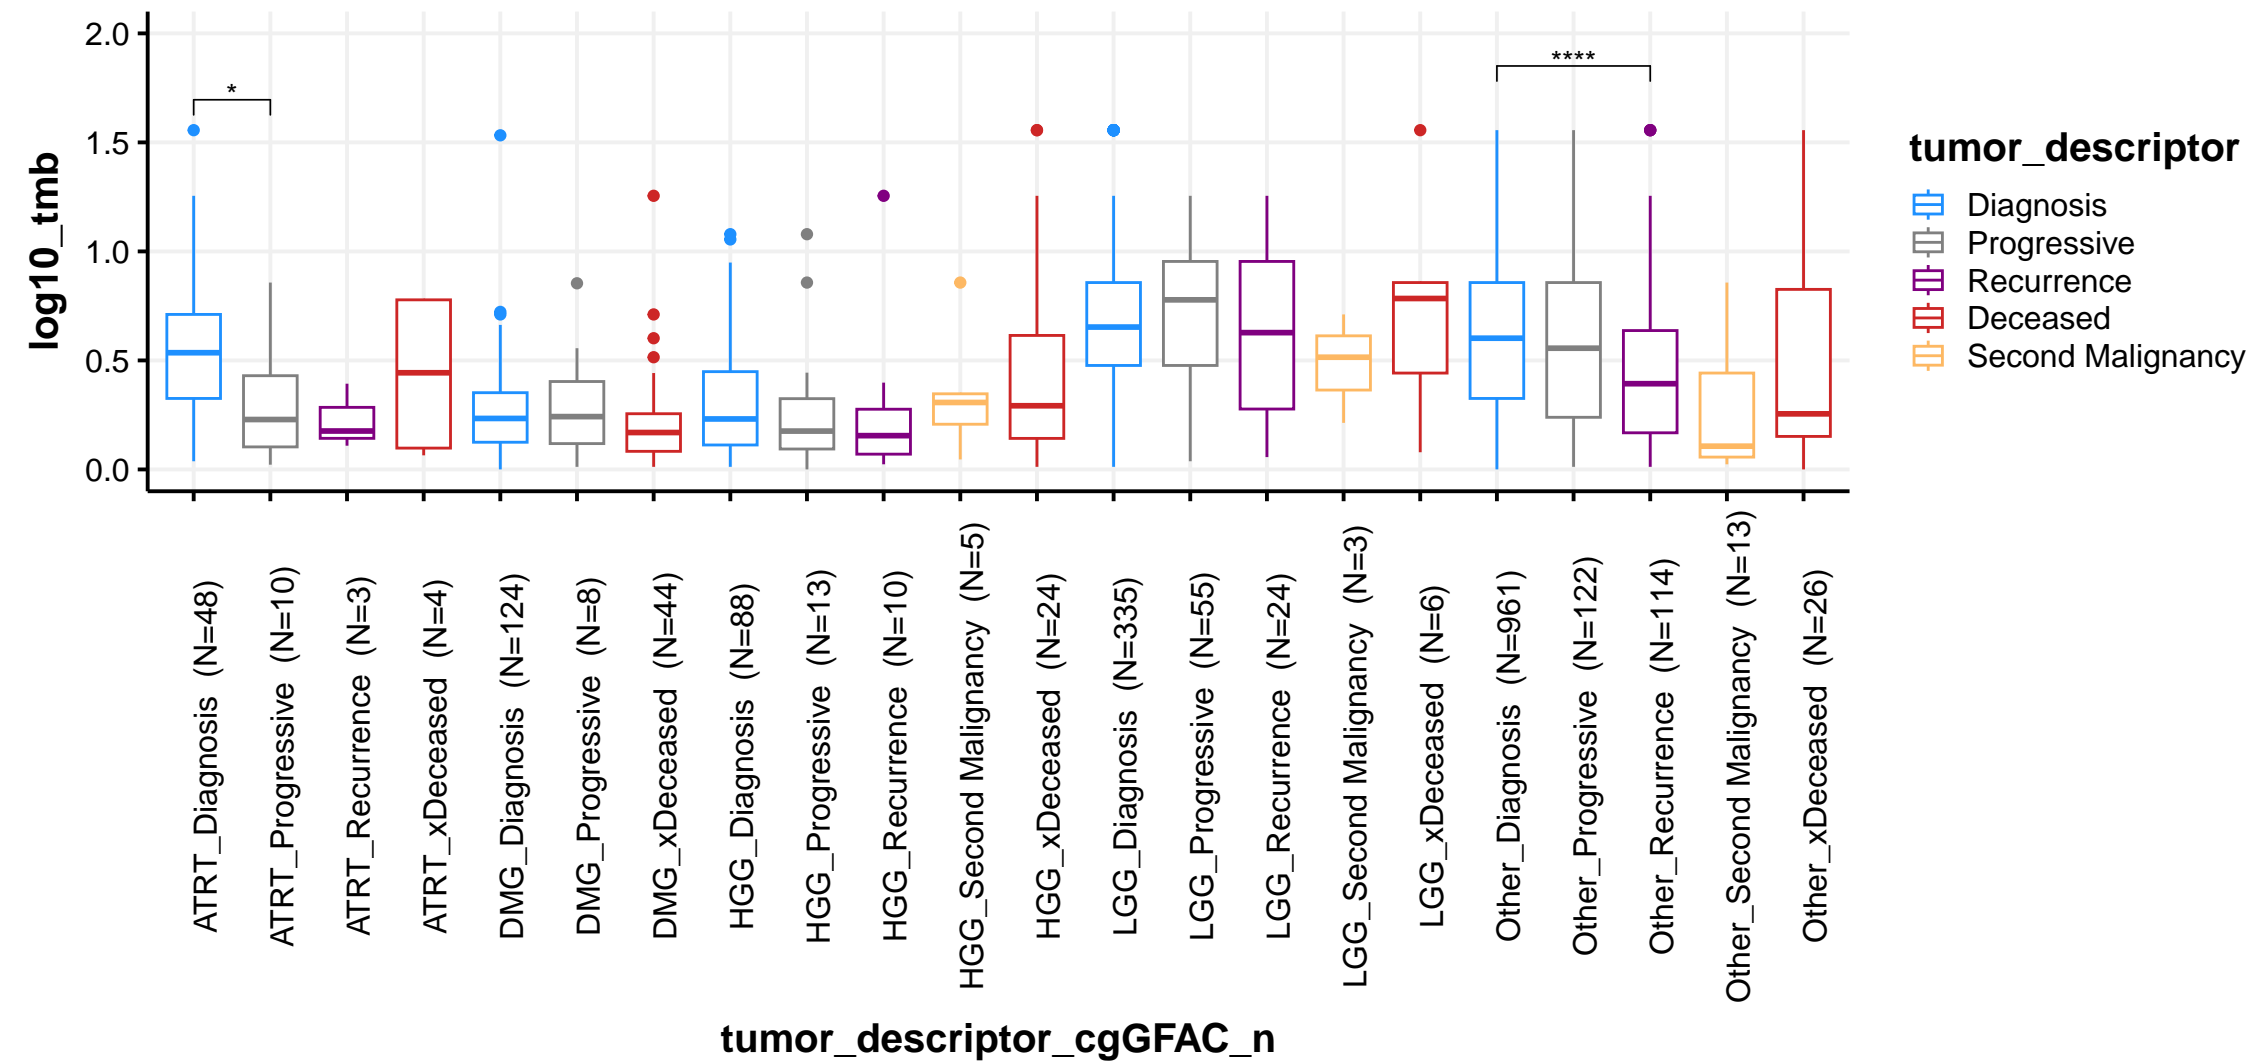 2.0
1.5
1.0
0.5
0.0
log10_tmb
*
****
ATRT_Diagnosis (N=48)
ATRT_Progressive (N=10)
ATRT_Recurrence (N=3)
ATRT_xDeceased (N=4)
DMG_Diagnosis (N=124)
DMG_Progressive (N=8)
DMG_xDeceased (N=44)
HGG_Diagnosis (N=88)
HGG_Progressive (N=13)
HGG_Recurrence (N=10)
HGG_Second Malignancy (N=5)
HGG_xDeceased (N=24)
LGG_Diagnosis (N=335)
LGG_Progressive (N=55)
LGG_Recurrence (N=24)
LGG_Second Malignancy (N=3)
LGG_xDeceased (N=6)
Other_Diagnosis (N=961)
Other_Progressive (N=122)
Other_Recurrence (N=114)
Other_Second Malignancy (N=13)
Other_xDeceased (N=26)
tumor_descriptor_cgGFAC_n
tumor_descriptor
Diagnosis
Progressive
Recurrence
Deceased
Second Malignancy